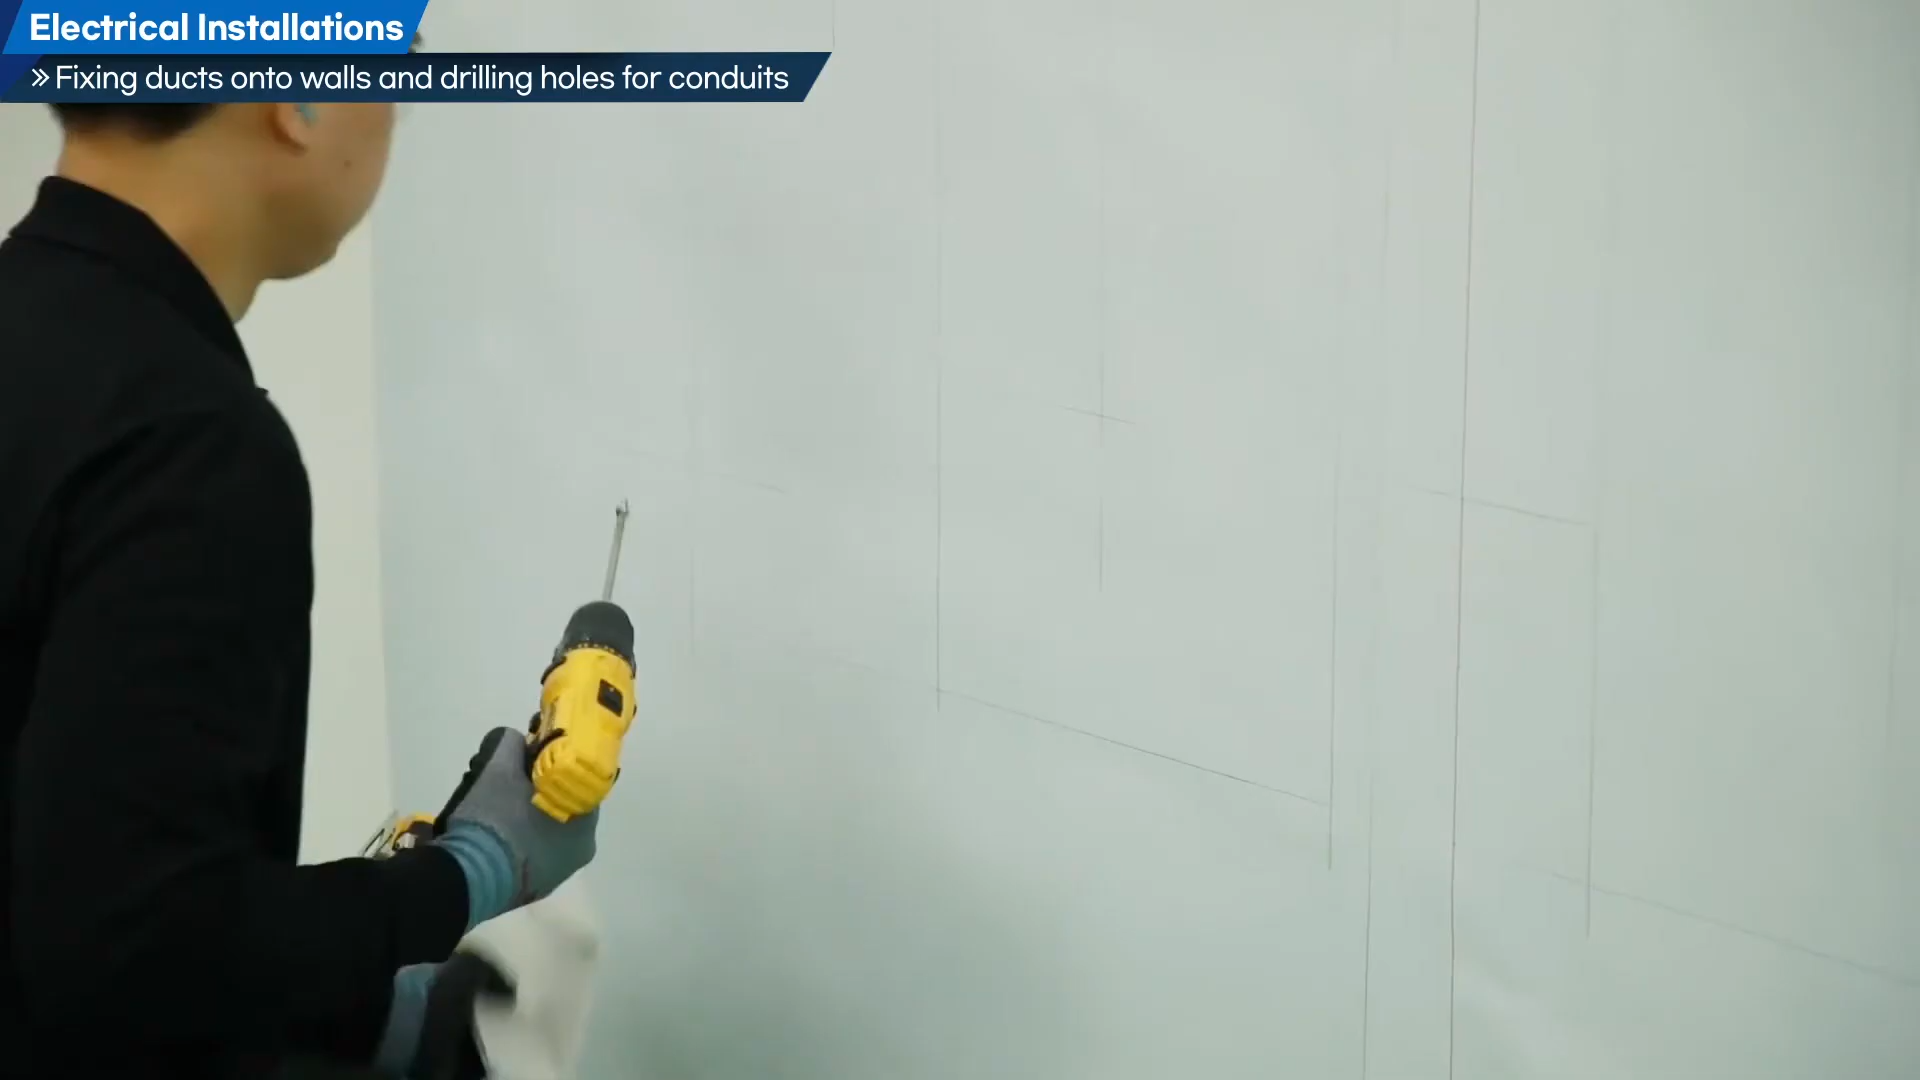 Electrical Installations
» Fixing ducts onto walls and drilling holes for conduits